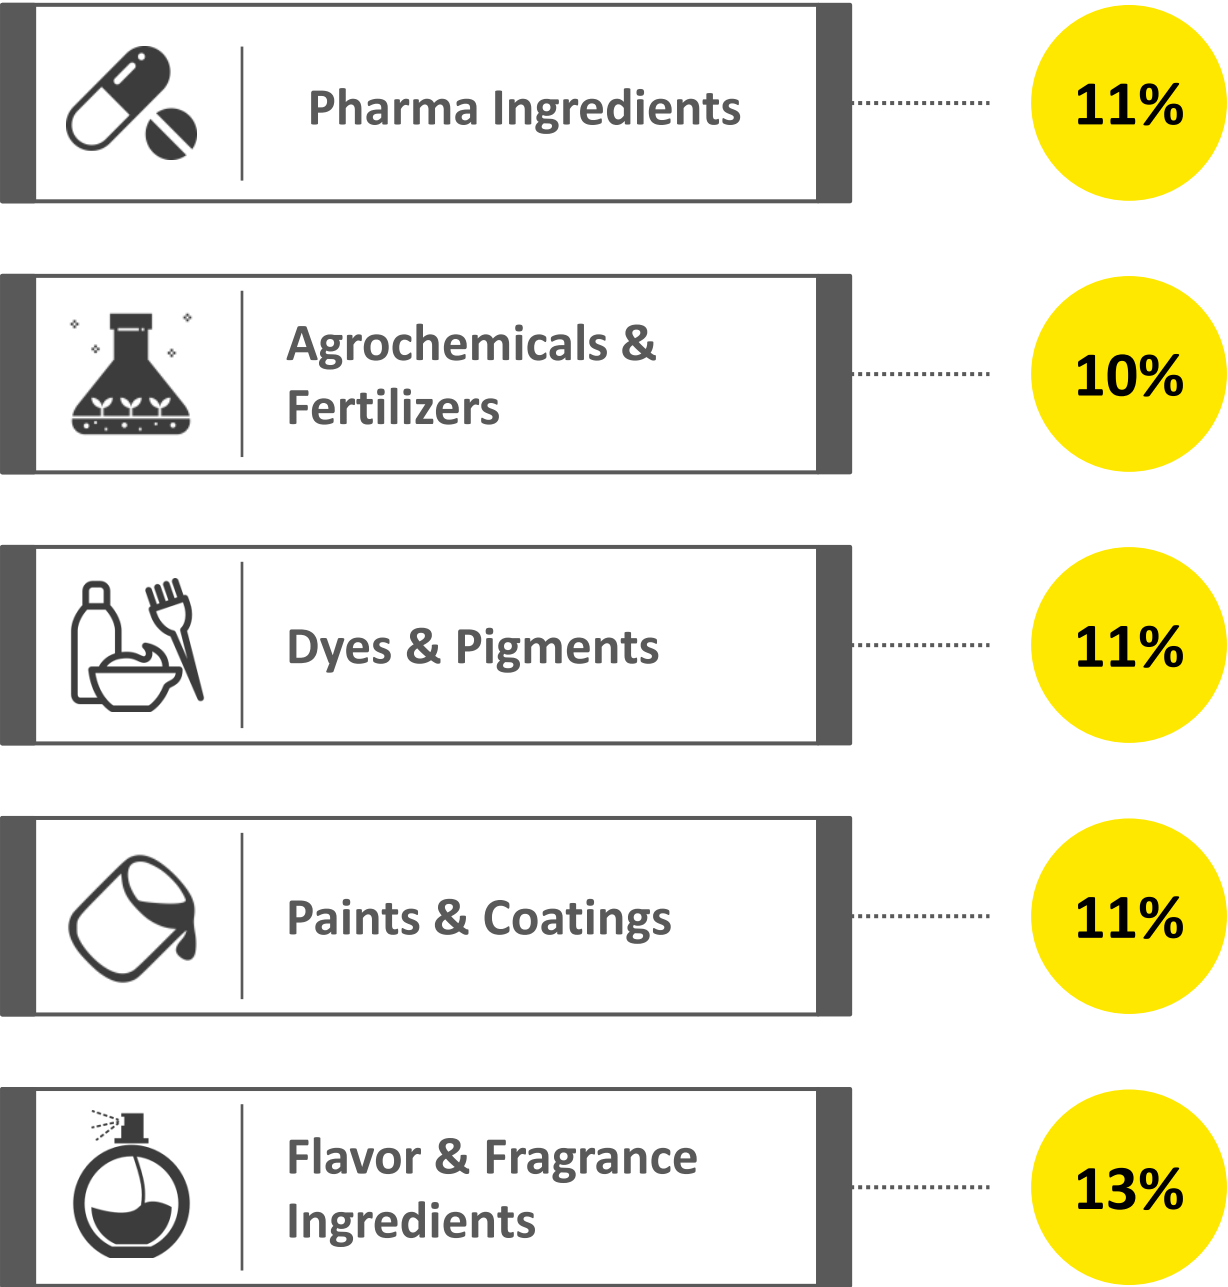 Pharma Ingredients
11%
Agrochemicals &
Fertilizers
10%
Dyes & Pigments
11%
Paints & Coatings
11%
Flavor & Fragrance
Ingredients
13%